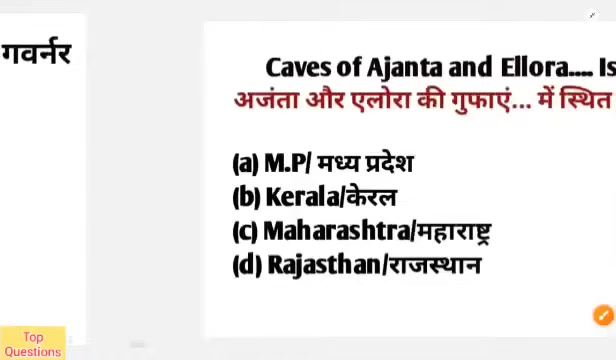 गवर्नर
Caves of Ajanta and Ellora.... Is
अजंता और एलोरा की गुफाएं... में स्थित
(a) M.P/ मध्य प्रदेश
(b) Kerala/केरल
(c) Maharashtra/महाराष्ट्र
(d) Rajasthan/राजस्थान
Top
Questions